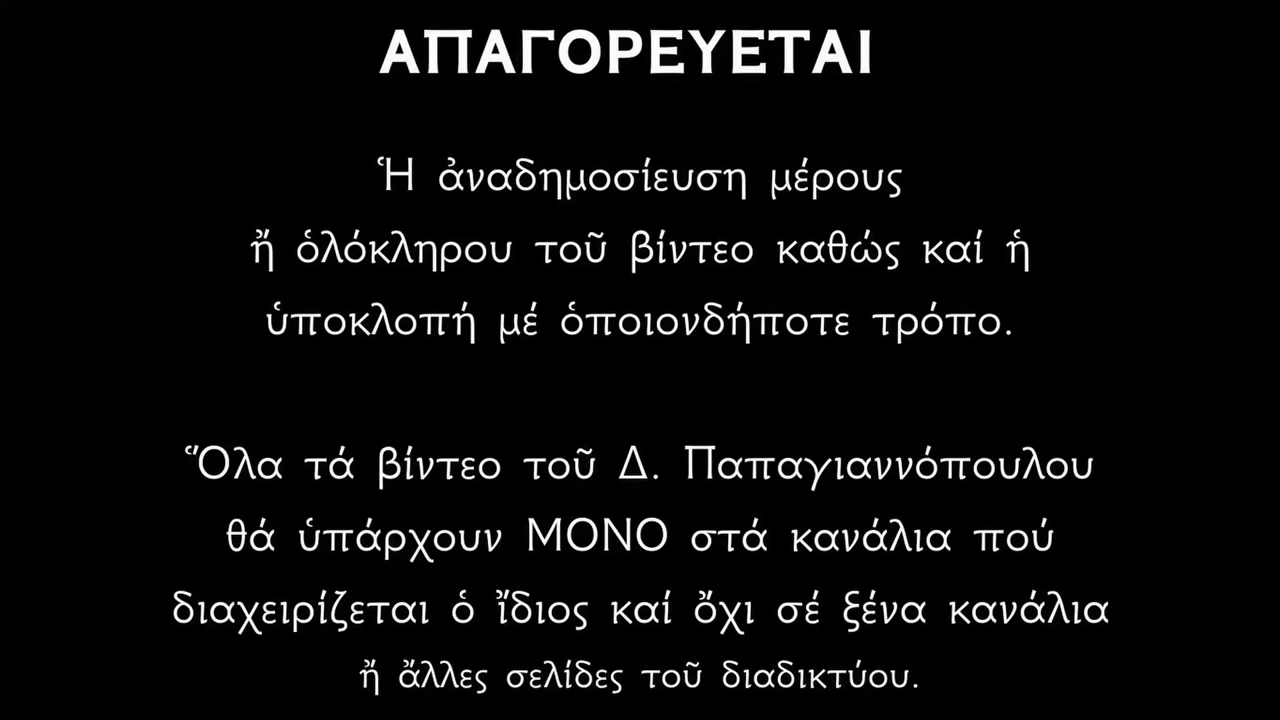 ΑΠΑΓΟΡΕΥΕΤΑΙ
Ἡ ἀναδημοσίευση μέρους
ἤ ὁλόκληρου τοῦ βίντεο καθώς καί ἡ
ὑποκλοπή μέ ὁποιονδήποτε τρόπο.
Ὅλα τά βίντεο τοῦ Δ. Παπαγιαννόπουλου
θά ὑπάρχουν ΜΟΝΟ στά κανάλια πού
διαχειρίζεται ὁ ἴδιος καί ὄχι σέ ξένα κανάλια
ἤ ἄλλες σελίδες τοῦ διαδικτύου.